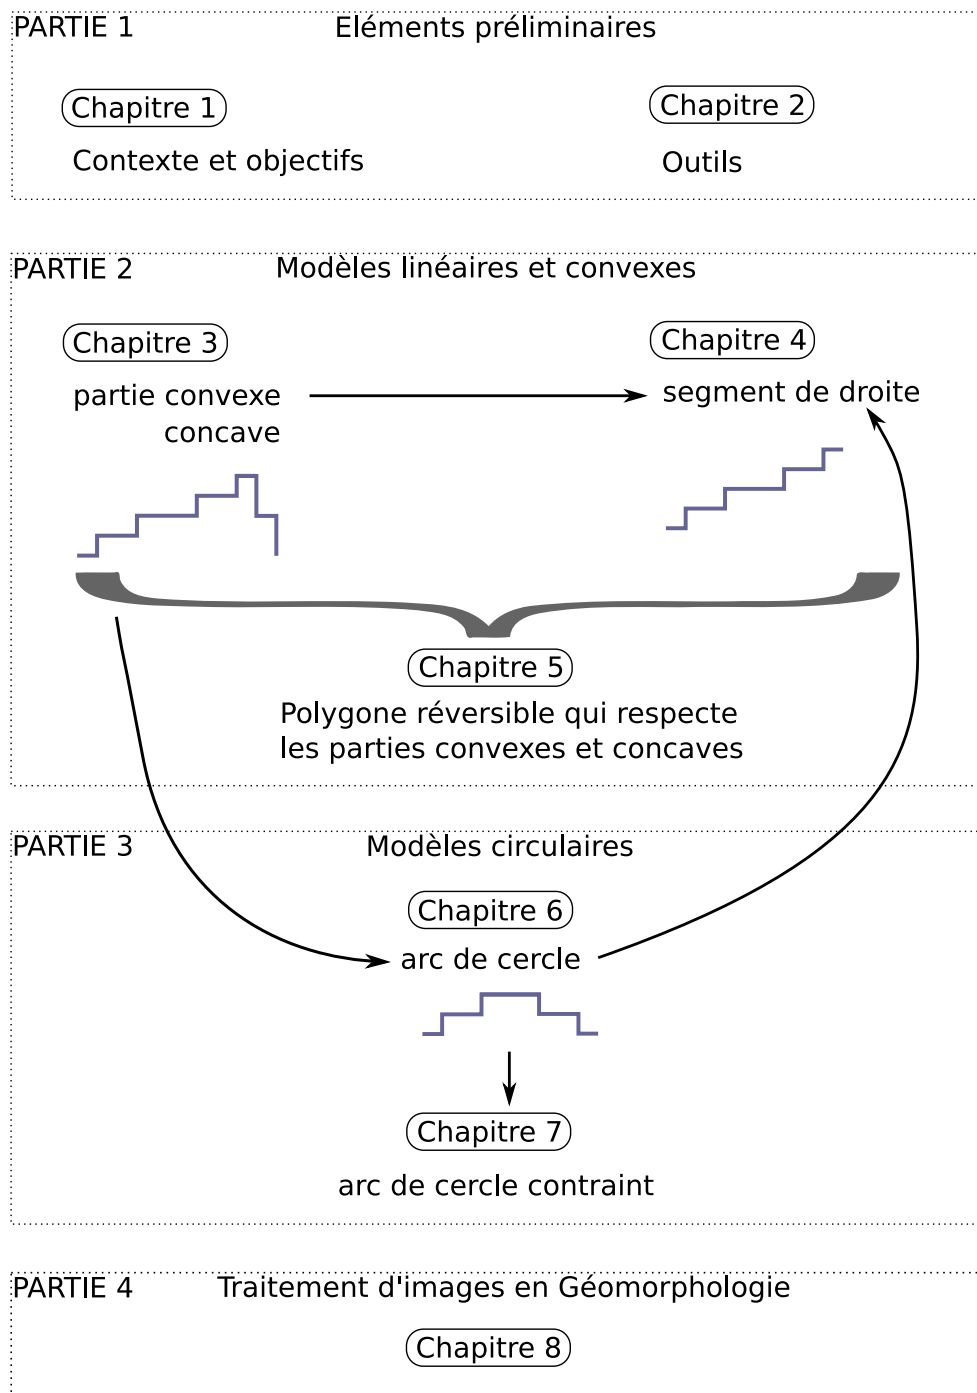 PARTIE 1 Eléments préliminaires
Chapitre 1
Contexte et objectifs
Chapitre 2
Outils
PARTIE 2 Modèles linéaires et convexes
Chapitre 3
partie convexe
concave
Chapitre 4
segment de droite
Chapitre 5
Polygone réversible qui respecte
les parties convexes et concaves
PARTIE 3 Modèles circulaires
Chapitre 6
arc de cercle
Chapitre 7
arc de cercle contraint
PARTIE 4 Traitement d'images en Géomorphologie
Chapitre 8